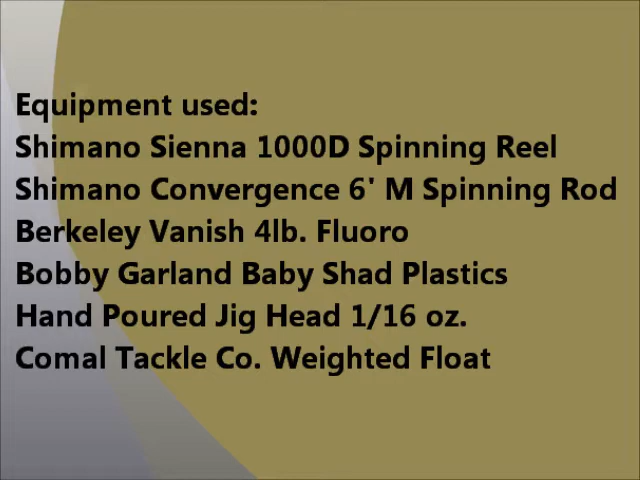 Equipment used:
Shimano Sienna 1000D Spinning Reel
Shimano Convergence 6' M Spinning Rod
Berkeley Vanish 4lb. Fluoro
Bobby Garland Baby Shad Plastics
Hand Poured Jig Head 1/16 oz.
Comal Tackle Co. Weighted Float